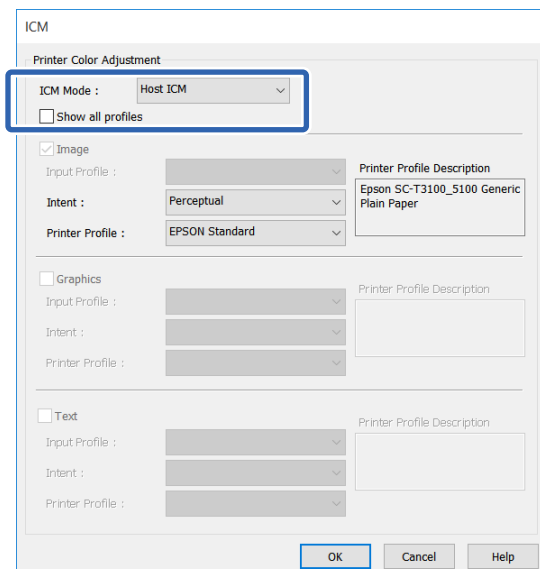 ICM
Printer Color Adjustment
ICM Mode : Host ICM
Show all profiles
Image
Input Profile :
Printer Profile Description
Intent : Perceptual
Epson SC-T3100_5100 Generic
Plain Paper
Printer Profile : EPSON Standard
Graphics
Input Profile :
Printer Profile Description
Intent :
Printer Profile :
Text
Input Profile :
Printer Profile Description
Intent :
Printer Profile :
OK Cancel Help